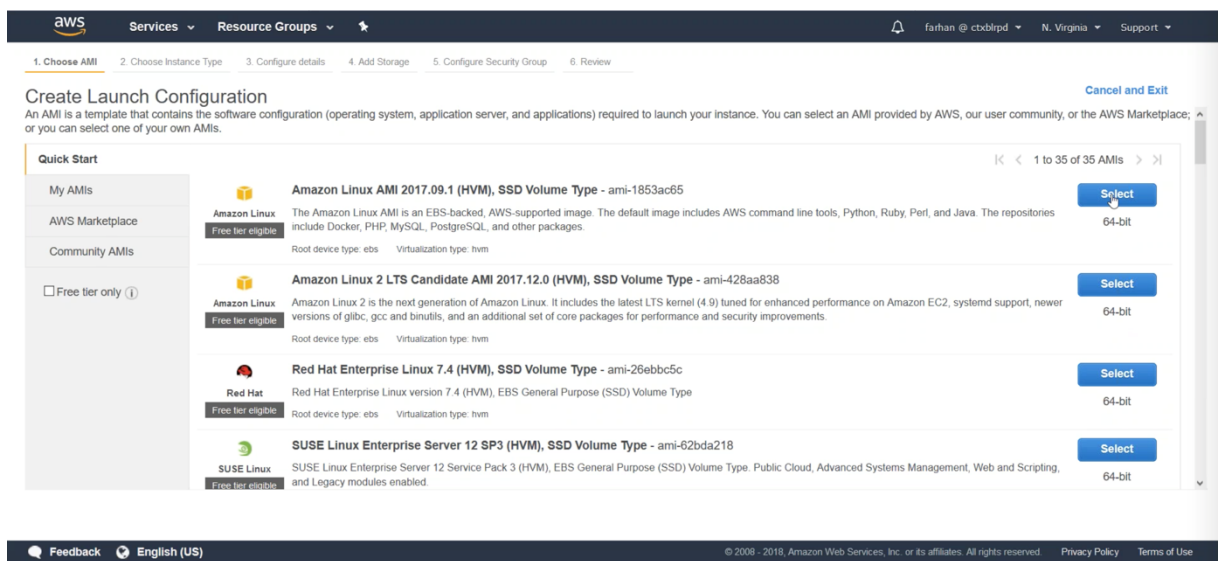 aws Services Resource Groups farhan @ ctxblrpd N. Virginia Support
1. Choose AMI 2. Choose Instance Type 3. Configure details 4. Add Storage 5. Configure Security Group 6. Review
Create Launch Configuration
Cancel and Exit
An AMI is a template that contains the software configuration (operating system, application server, and applications) required to launch your instance. You can select an AMI provided by AWS, our user community, or the AWS Marketplace;
or you can select one of your own AMIs.
Quick Start
1 to 35 of 35 AMIs
My AMIs
AWS Marketplace
Community AMIs
Free tier only
Amazon Linux
Free tier eligible
Amazon Linux AMI 2017.09.1 (HVM), SSD Volume Type - ami-1853ac65
The Amazon Linux AMI is an EBS-backed, AWS-supported image. The default image includes AWS command line tools, Python, Ruby, Perl, and Java. The repositories
include Docker, PHP, MySQL, PostgreSQL, and other packages.
Root device type: ebs Virtualization type: hvm
Select
64-bit
Amazon Linux
Free tier eligible
Amazon Linux 2 LTS Candidate AMI 2017.12.0 (HVM), SSD Volume Type - ami-428aa838
Amazon Linux 2 is the next generation of Amazon Linux. It includes the latest LTS kernel (4.9) tuned for enhanced performance on Amazon EC2, systemd support, newer
versions of glibc, gcc and binutils, and an additional set of core packages for performance and security improvements.
Root device type: ebs Virtualization type: hvm
Select
64-bit
Red Hat
Free tier eligible
Red Hat Enterprise Linux 7.4 (HVM), SSD Volume Type - ami-26ebbc5c
Red Hat Enterprise Linux version 7.4 (HVM), EBS General Purpose (SSD) Volume Type
Root device type: ebs Virtualization type: hvm
Select
64-bit
SUSE Linux
Free tier eligible
SUSE Linux Enterprise Server 12 SP3 (HVM), SSD Volume Type - ami-62bda218
SUSE Linux Enterprise Server 12 Service Pack 3 (HVM), EBS General Purpose (SSD) Volume Type. Public Cloud, Advanced Systems Management, Web and Scripting,
and Legacy modules enabled.
Select
64-bit
Feedback English (US) © 2008 - 2018, Amazon Web Services, Inc. or its affiliates. All rights reserved. Privacy Policy Terms of Use